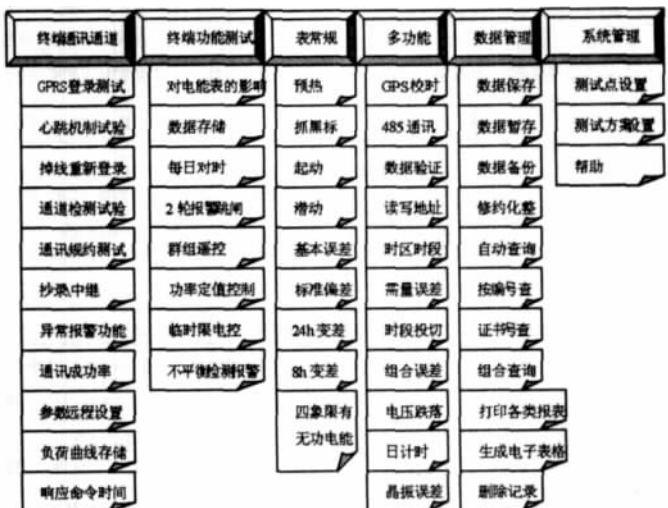 终端通讯通道
GPRS登录测试
心跳机制试验
掉线重新登录
通道检测试验
通讯规约测试
抄录,中继
异常报警功能
通讯成功率
参数远程设置
负荷曲线存储
响应命令时间
终端功能测试
对电能表的影响
数据存储
每日对时
2轮报警跳闸
群组遥控
功率定值控制
临时限电控
不平衡检测报警
表常规
预热
抓黑标
起动
潜动
基本误差
标准偏差
24h变差
8h变差
四象限有
无功电能
多功能
GPS校时
485通讯
数据验证
读写地址
时区时段
需量误差
时段投切
组合误差
电压跌落
日计时
晶振误差
数据管理
数据保存
数据暂存
数据备份
修约化整
自动查询
按编号查
证书号查
组合查询
打印各类报表
生成电子表格
删除记录
系统管理
测试点设置
测试方案设置
帮助